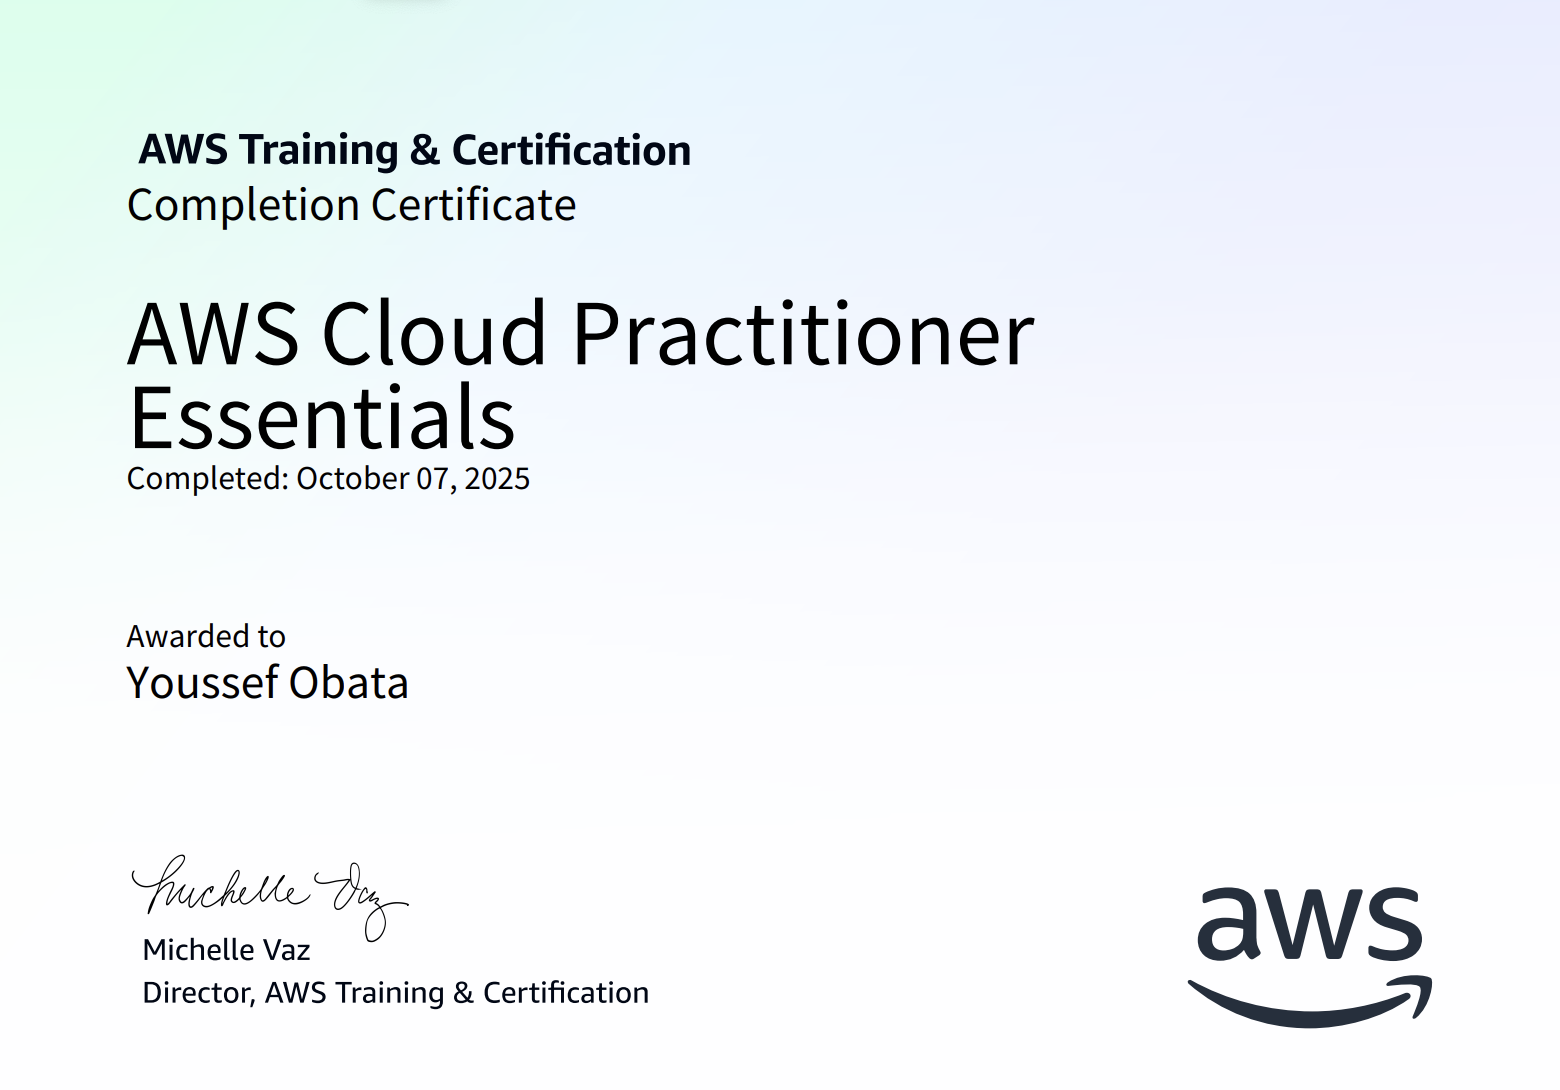 AWS Training & Certification
Completion Certificate
AWS Cloud Practitioner
Essentials
Completed: October 07, 2025
Awarded to
Youssef Obata
Michelle Vaz
Michelle Vaz
Director, AWS Training & Certification
aws